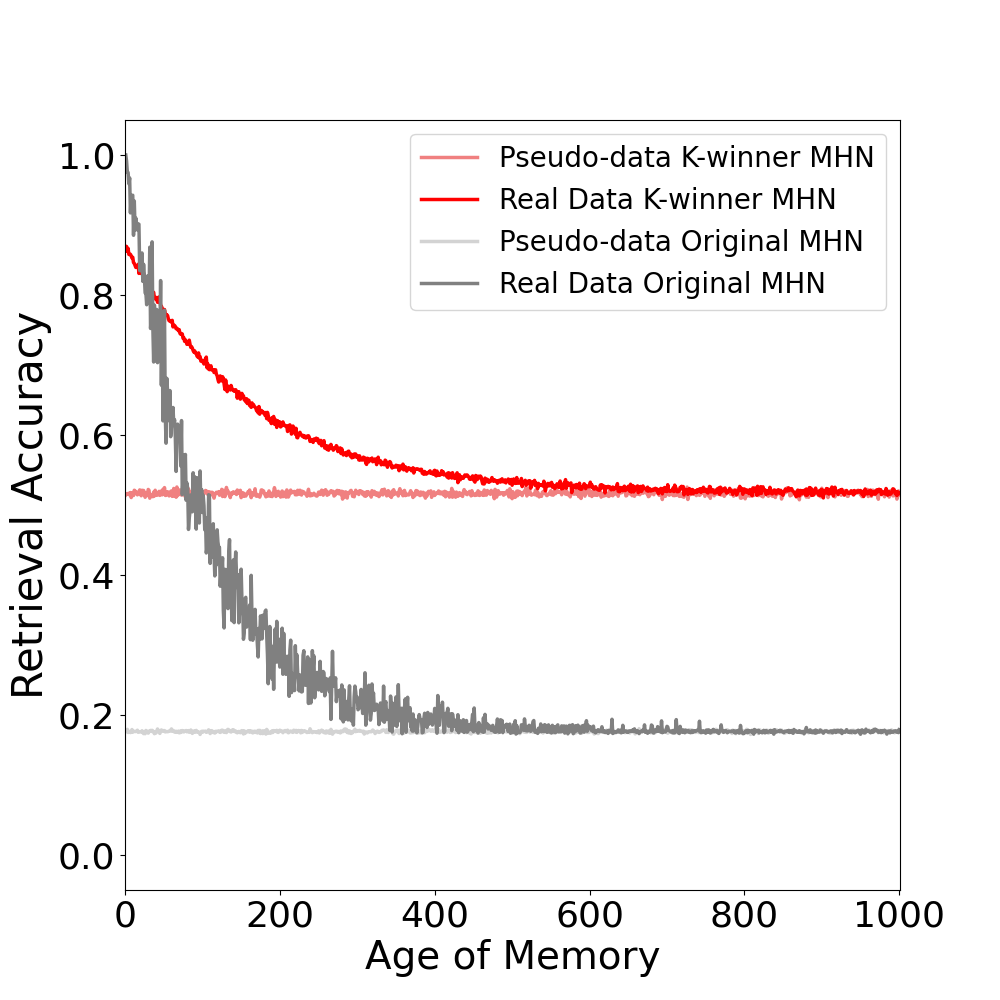 Pseudo-data K-winner MHN
Real Data K-winner MHN
Pseudo-data Original MHN
Real Data Original MHN
Retrieval Accuracy
1.0
0.8
0.6
0.4
0.2
0.0
0 200 400 600 800 1000
Age of Memory